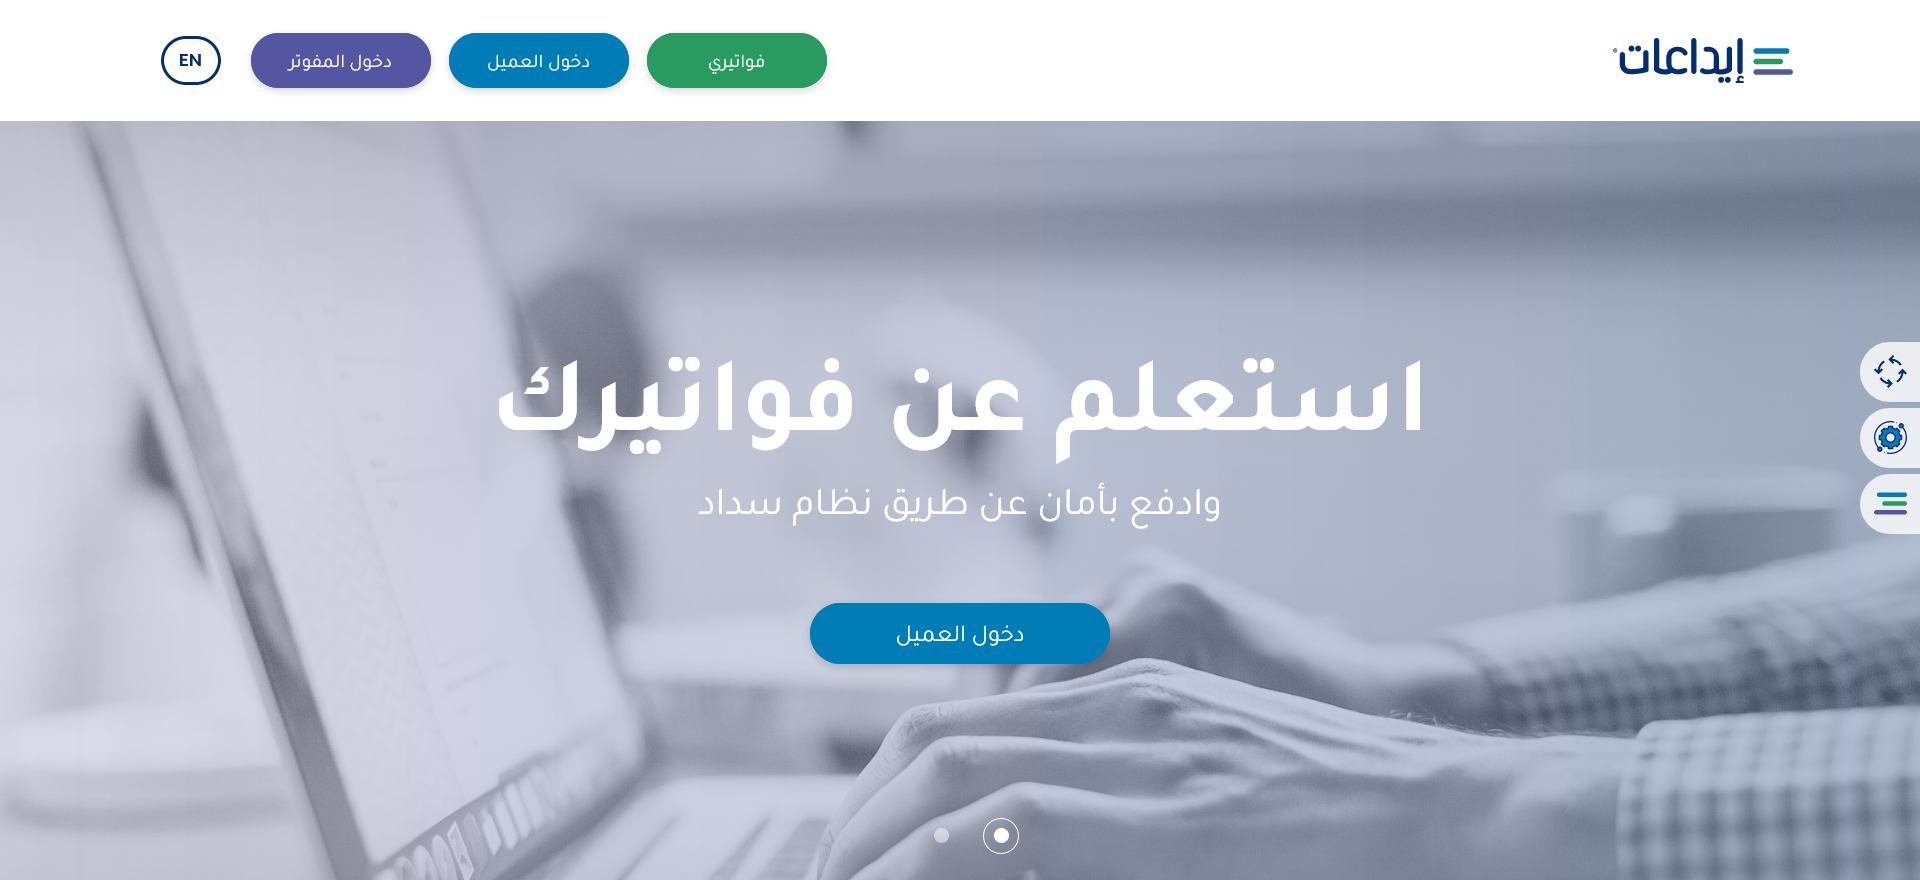 إيداعات®
فواتيري
دخول العميل
دخول المفوتر
EN
استعلم عن فواتيرك
وادفع بأمان عن طريق نظام سداد
دخول العميل